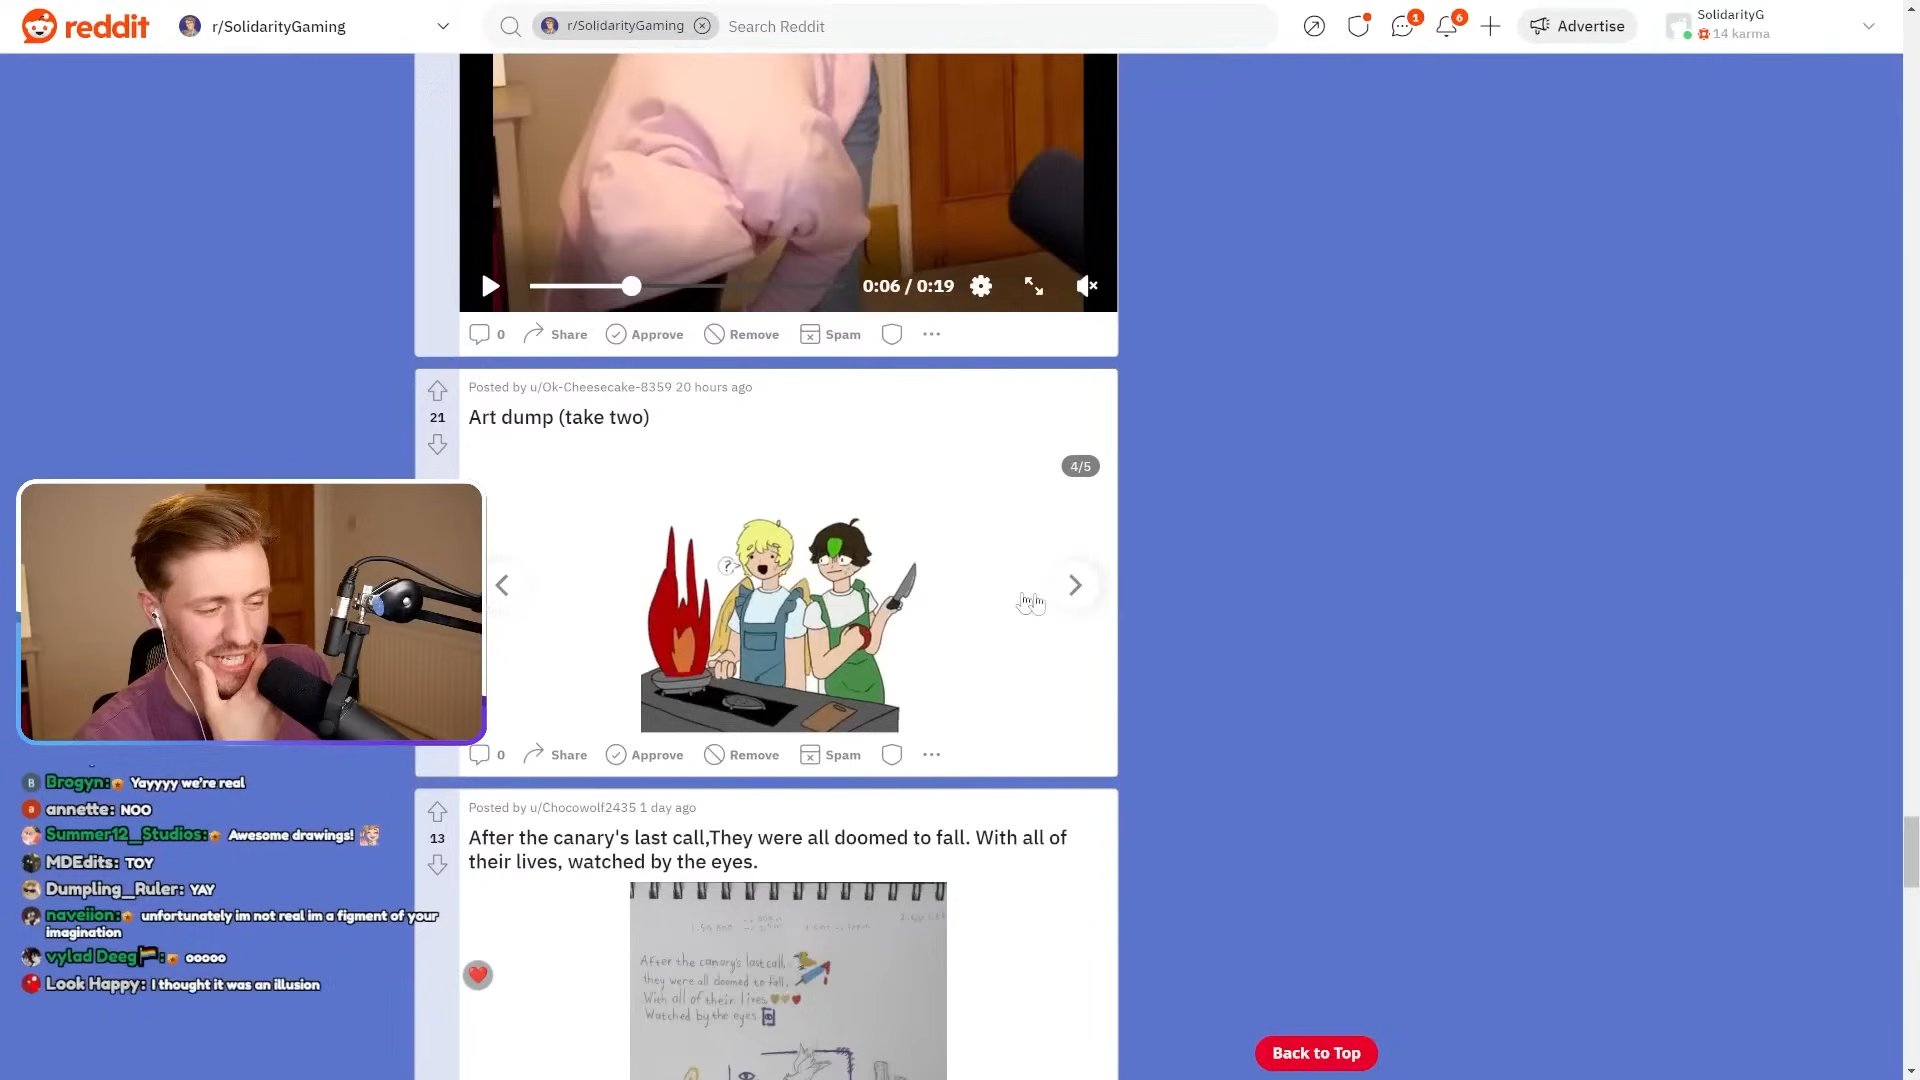 reddit
r/SolidarityGaming
r/SolidarityGaming
Search Reddit
1
6
Advertise
SolidarityG
14 karma
0:06 / 0:19
0
Share
Approve
Remove
Spam
Posted by u/Ok-Cheesecake-8359 20 hours ago
21
Art dump (take two)
4/5
?
0
Share
Approve
Remove
Spam
Posted by u/Chocowolf2435 1 day ago
13
After the canary's last call,They were all doomed to fall. With all of
their lives, watched by the eyes.
After the canary's last call,
they were all doomed to fall.
With all of their lives
Watched by the eyes.
B Brogyn: Yayyyy we're real
a annette: NOO
Summer12_Studios: Awesome drawings!
MDEdits: TOY
Dumpling_Ruler: YAY
naveiion: unfortunately im not real im a figment of your
imagination
vylad Deeg: ooooo
Look Happy: I thought it was an illusion
Back to Top